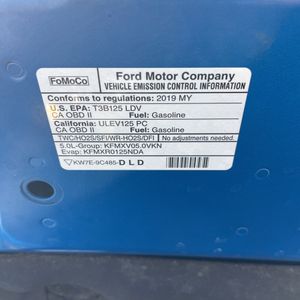 FoMoCo
Ford Motor Company
VEHICLE EMISSION CONTROL INFORMATION
Conforms to regulations: 2019 MY
U.S. EPA: T3B125 LDV
CA OBD II Fuel: Gasoline
California: ULEV125 PC
CA OBD II Fuel: Gasoline
TWC/HO2S/SFI/WR-HO2S/DFI No adjustments needed.
5.0L-Group: KFMXV05.0VKN
Evap: KFMXR0125NDA
KW7E-9C485-DLD